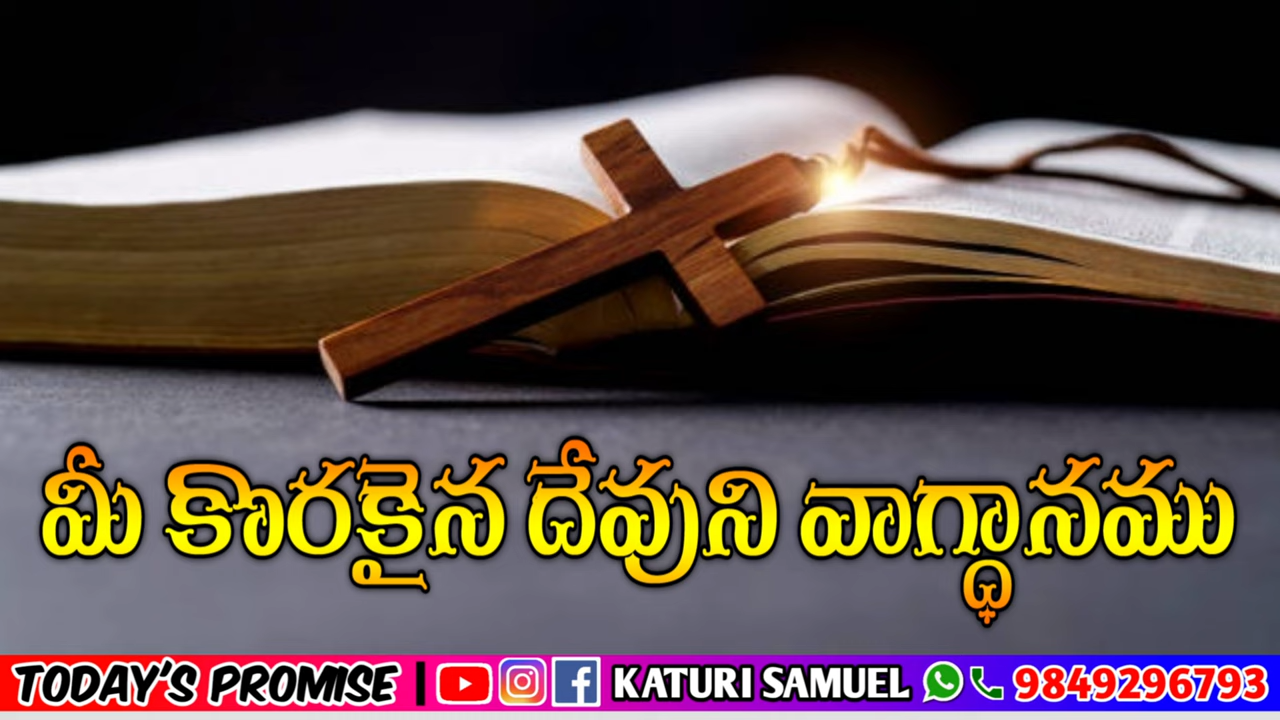 మీ కొరకైన దేవుని వాగ్ధానము
TODAY'S PROMISE | KATURI SAMUEL 9849296793